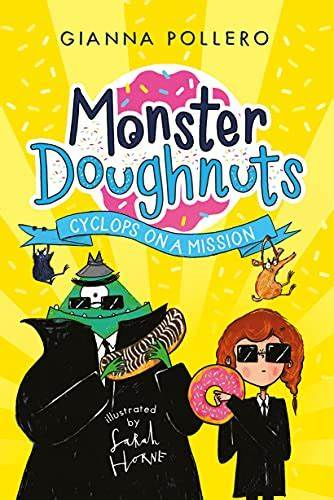 GIANNA POLLERO
Monster
Doughnuts
CYCLOPS ON A MISSION
illustrated
by
Sarah
Horne